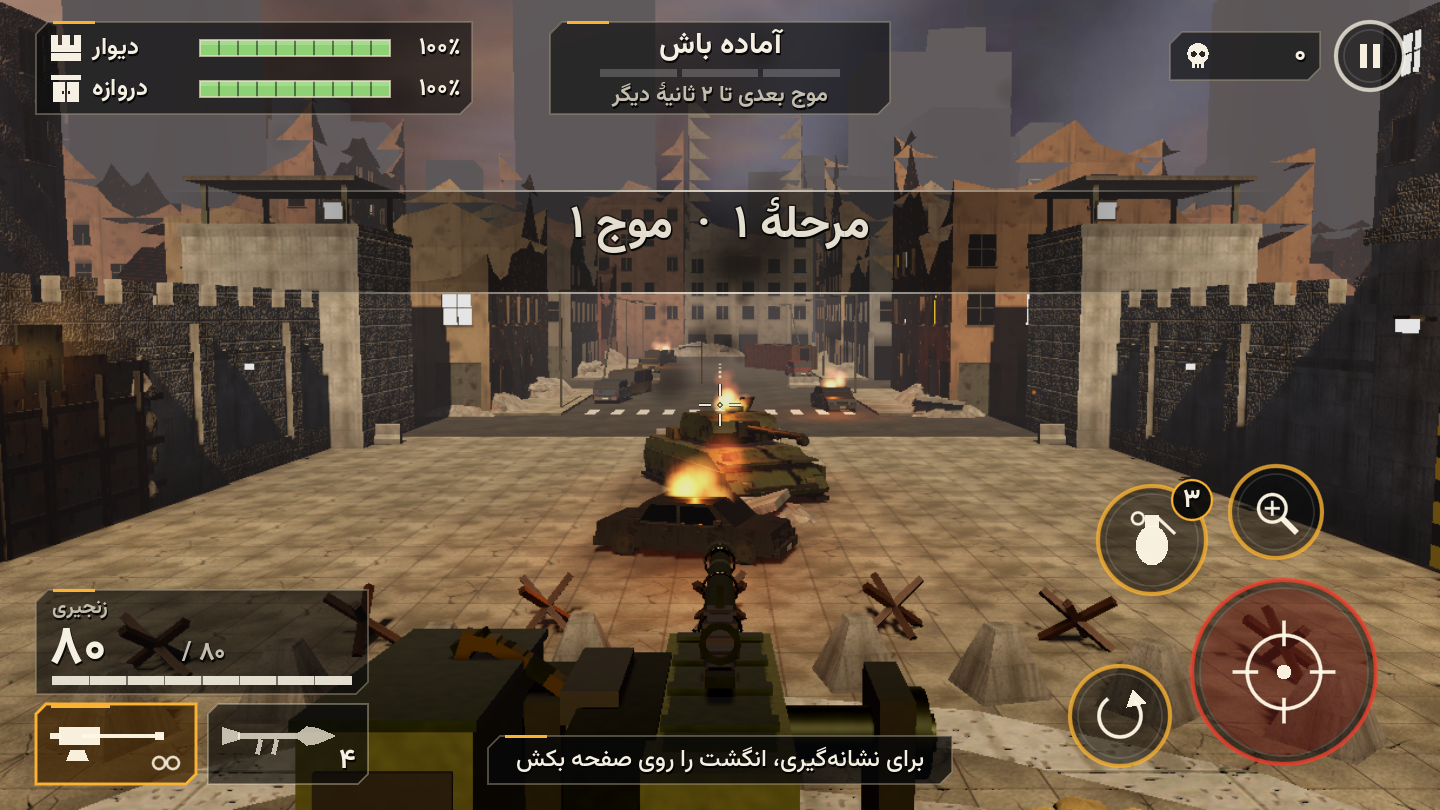 دیوار ۱۰۰٪
دروازه ۱۰۰٪
آماده باش
موج بعدی تا ۲ ثانیهٔ دیگر
۰
مرحلهٔ ۱ · موج ۱
۳
زنجیری
۸۰ / ۸۰
∞
۴
برای نشانه‌گیری، انگشت را روی صفحه بکش